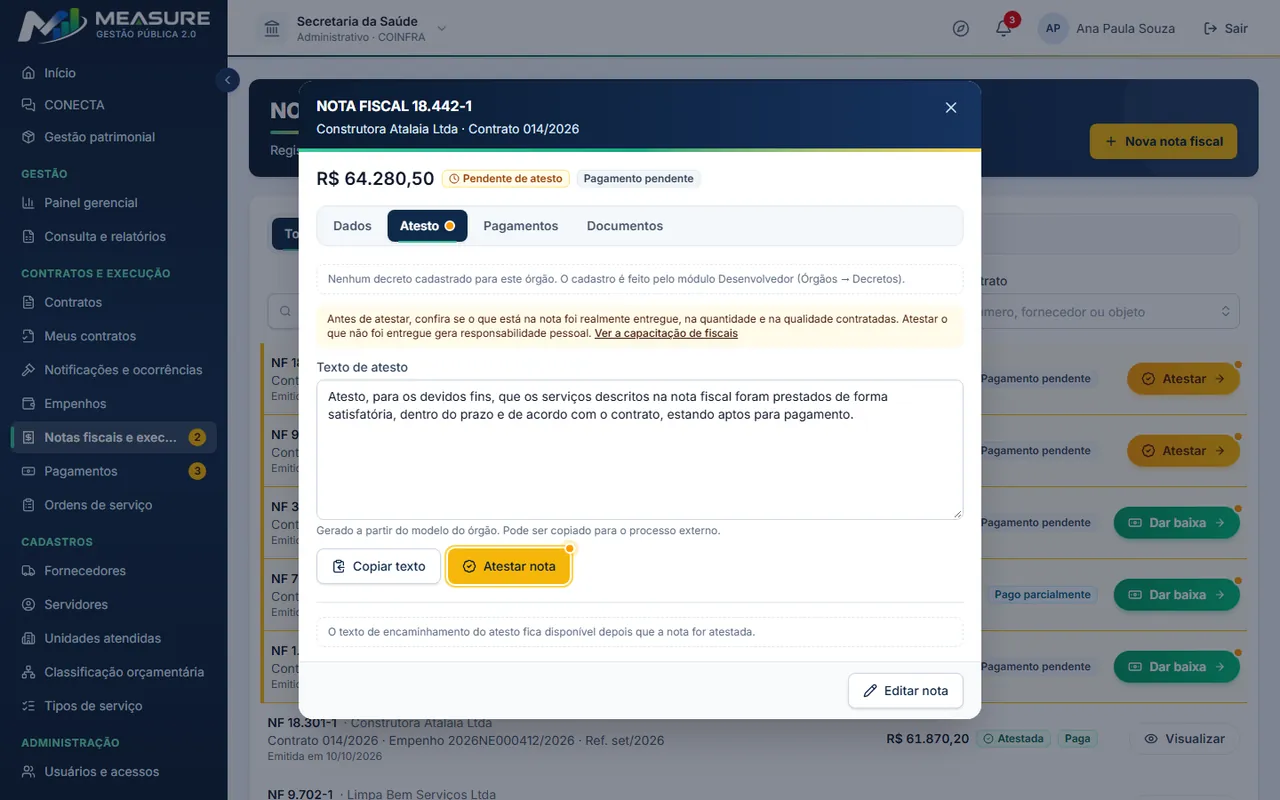 MEASURE
GESTÃO PÚBLICA 2.0
Secretaria da Saúde
Administrativo · COINFRA
3
AP
Ana Paula Souza
Sair
Início
CONECTA
Gestão patrimonial
GESTÃO
Painel gerencial
Consulta e relatórios
CONTRATOS E EXECUÇÃO
Contratos
Meus contratos
Notificações e ocorrências
Empenhos
Notas fiscais e exec... 2
Pagamentos 3
Ordens de serviço
CADASTROS
Fornecedores
Servidores
Unidades atendidas
Classificação orçamentária
Tipos de serviço
ADMINISTRAÇÃO
Usuários e acessos
Nova nota fiscal
NOTA FISCAL 18.442-1
Construtora Atalaia Ltda · Contrato 014/2026
R$ 64.280,50 Pendente de atesto Pagamento pendente
Dados Atesto Pagamentos Documentos
Nenhum decreto cadastrado para este órgão. O cadastro é feito pelo módulo Desenvolvedor (Órgãos → Decretos).
Antes de atestar, confira se o que está na nota foi realmente entregue, na quantidade e na qualidade contratadas. Atestar o
que não foi entregue gera responsabilidade pessoal. Ver a capacitação de fiscais
Texto de atesto
Atesto, para os devidos fins, que os serviços descritos na nota fiscal foram prestados de forma
satisfatória, dentro do prazo e de acordo com o contrato, estando aptos para pagamento.
Gerado a partir do modelo do órgão. Pode ser copiado para o processo externo.
Copiar texto Atestar nota
O texto de encaminhamento do atesto fica disponível depois que a nota for atestada.
Editar nota
fornecedor ou objeto
Pagamento pendente Atestar →
Pagamento pendente Atestar →
Pagamento pendente Dar baixa →
Pago parcialmente Dar baixa →
Pagamento pendente Dar baixa →
NF 18.301-1 · Construtora Atalaia Ltda
Contrato 014/2026 · Empenho 2026NE000412/2026 · Ref. set/2026
Emitida em 10/10/2026
R$ 61.870,20 Atestada Paga Visualizar
NF 9.702-1 · Limpa Bem Serviços Ltda